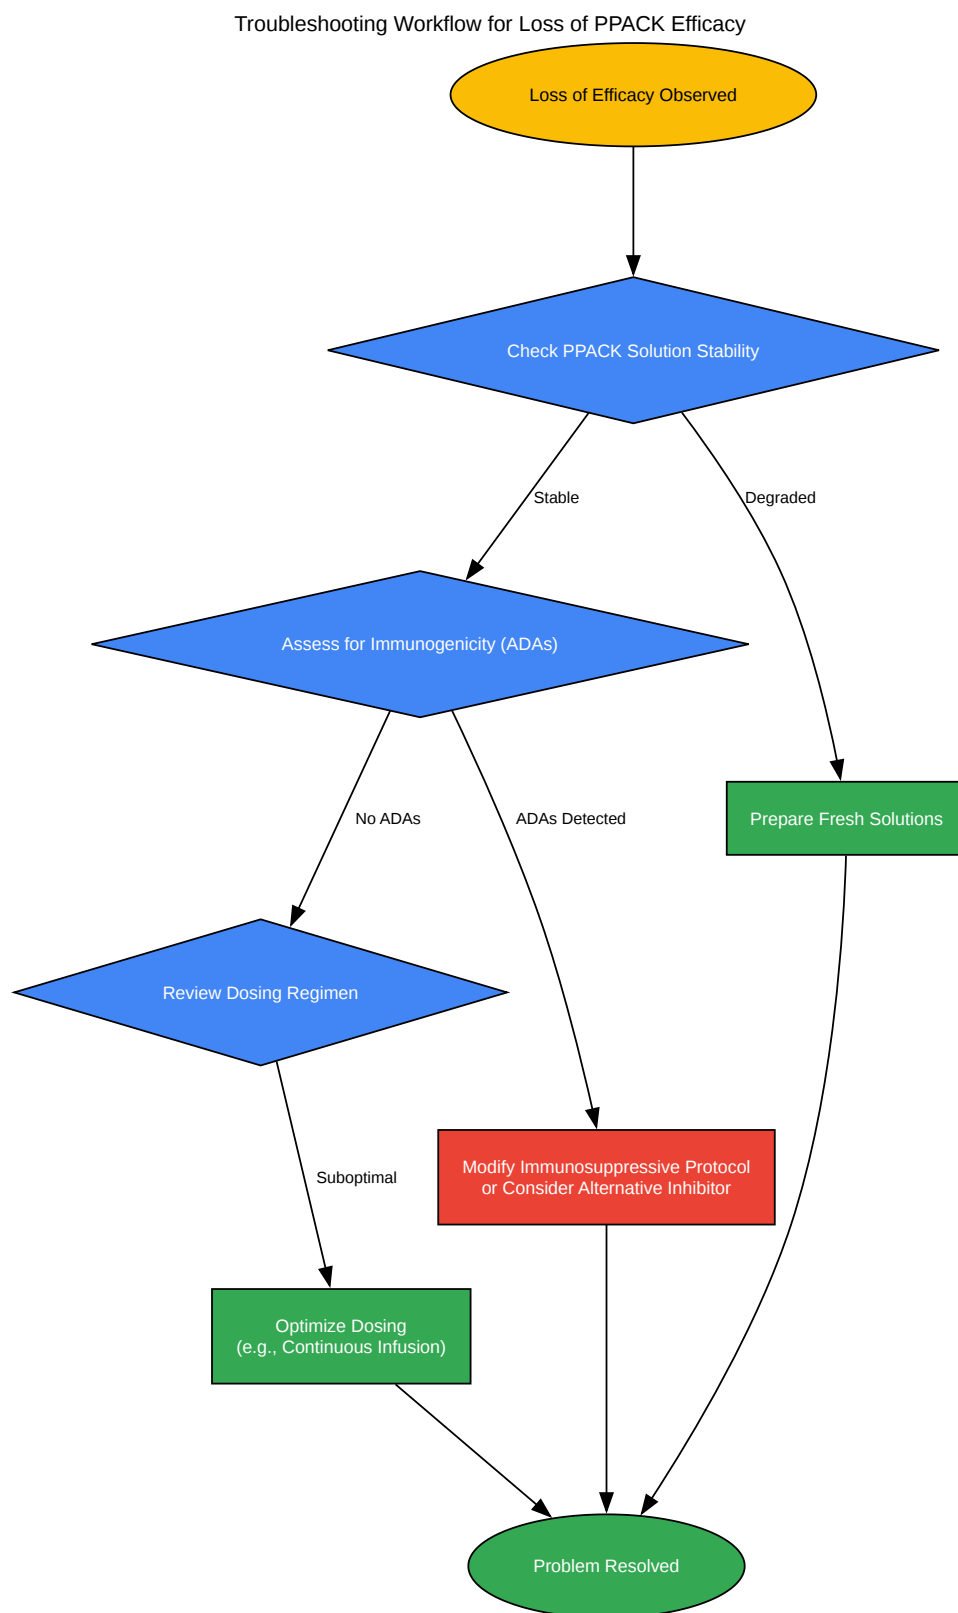 Troubleshooting Workflow for Loss of PPACK Efficacy
Loss of Efficacy Observed
Check PPACK Solution Stability
Stable
Degraded
Assess for Immunogenicity (ADAs)
No ADAs
ADAs Detected
Prepare Fresh Solutions
Review Dosing Regimen
Suboptimal
Modify Immunosuppressive Protocol
or Consider Alternative Inhibitor
Optimize Dosing
(e.g., Continuous Infusion)
Problem Resolved